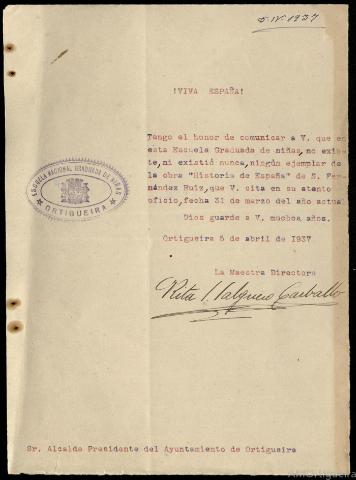 5.IV.1937
¡VIVA ESPAÑA!
Tengo el honor de comunicar a V. que en
esta Escuela Graduada de niñas, no exis-
te, ni existió nunca, ningún ejemplar de
la obra "Historia de España" de S. Fer-
nández Ruiz, que V. cita en su atento
oficio, fecha 31 de marzo del año actua
Dios guarde a V. muchos años.
Ortigueira 5 de abril de 1937
La Maestra Directora
Rita Carballo
ESCUELA NACIONAL GRADUADA DE NIÑAS
ORTIGUEIRA
Sr. Alcalde Presidente del Ayuntamiento de Ortigueira